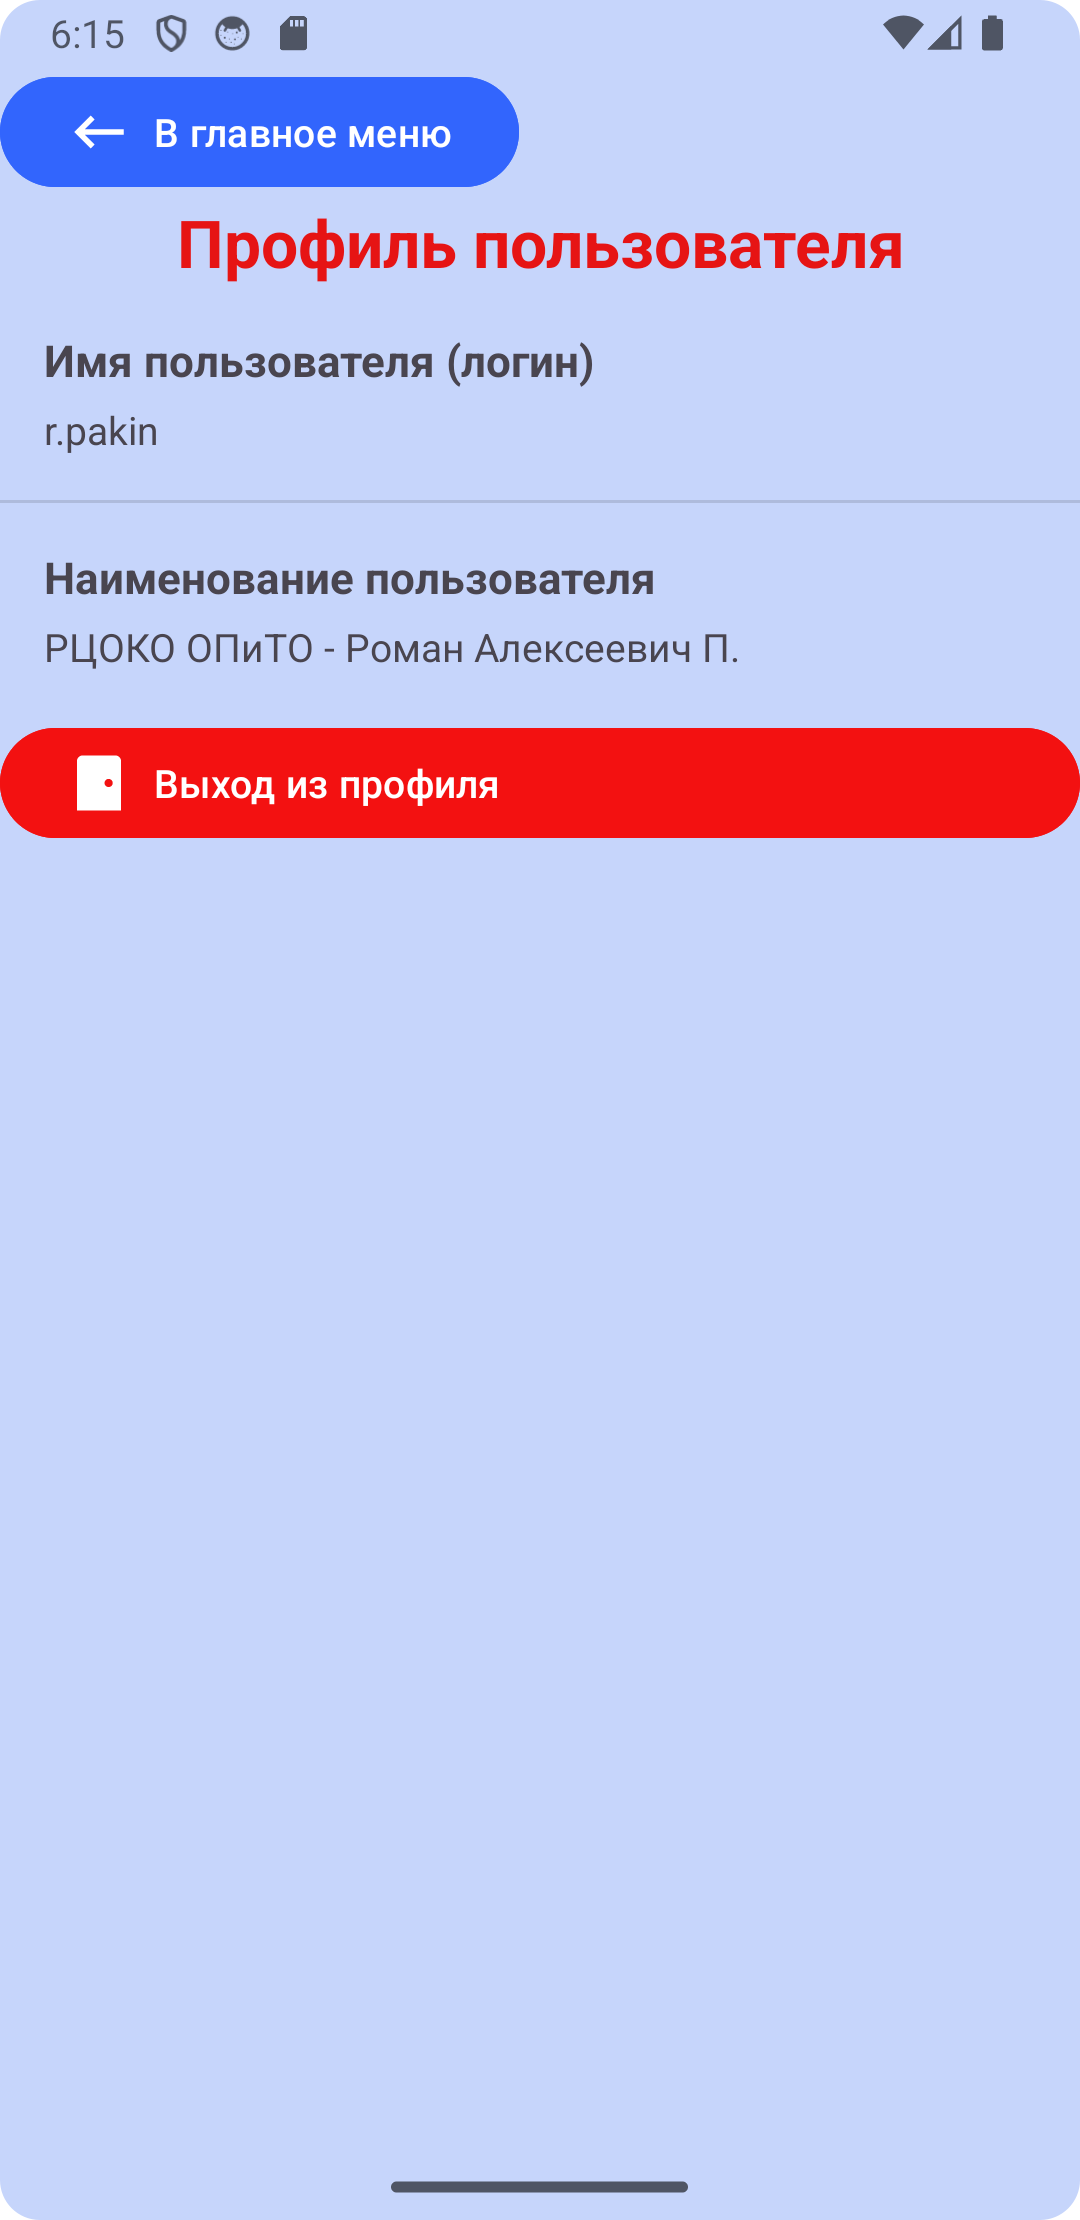 6:15
В главное меню
Профиль пользователя
Имя пользователя (логин)
r.pakin
Наименование пользователя
РЦОКО ОПиТО - Роман Алексеевич П.
Выход из профиля